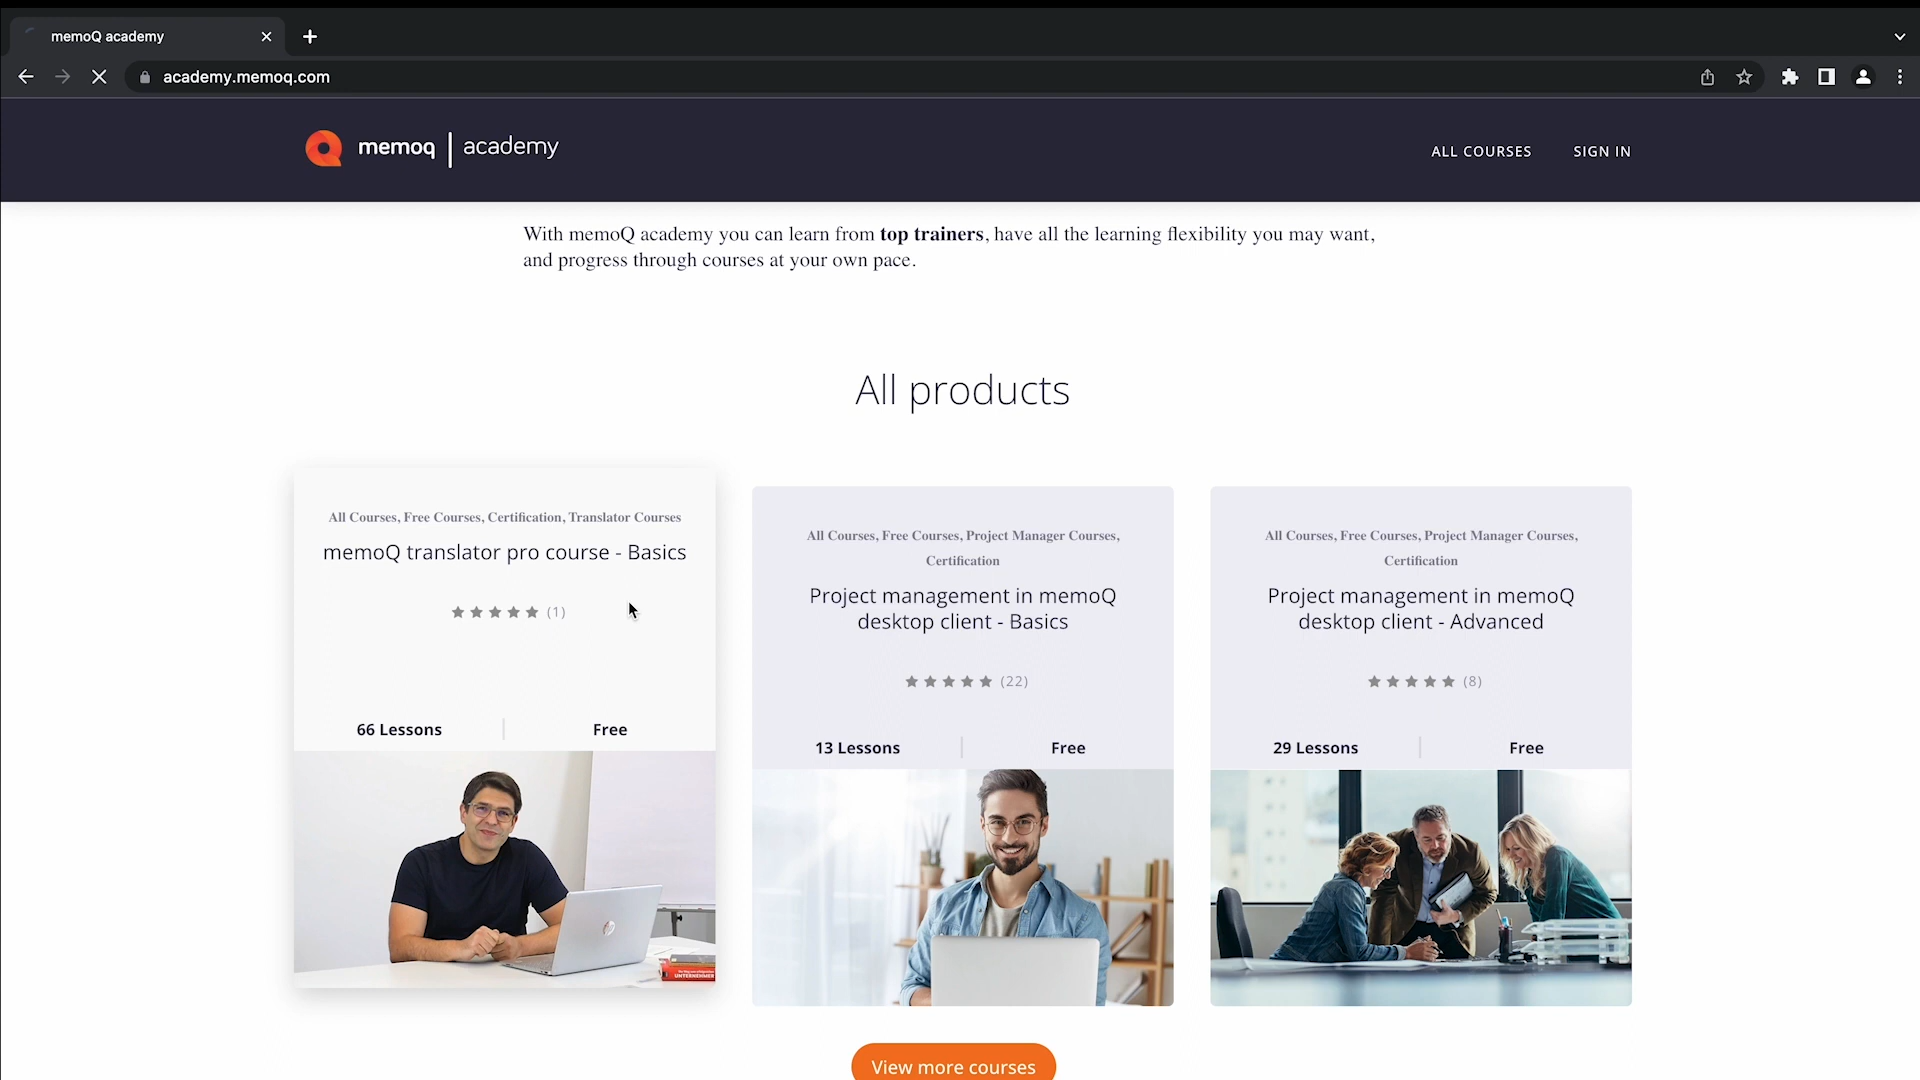 memoQ academy
academy.memoq.com
memoq | academy
ALL COURSES
SIGN IN
With memoQ academy you can learn from top trainers, have all the learning flexibility you may want,
and progress through courses at your own pace.
All products
All Courses, Free Courses, Certification, Translator Courses
memoQ translator pro course - Basics
(1)
66 Lessons
Free
All Courses, Free Courses, Project Manager Courses,
Certification
Project management in memoQ
desktop client - Basics
(22)
13 Lessons
Free
All Courses, Free Courses, Project Manager Courses,
Certification
Project management in memoQ
desktop client - Advanced
(8)
29 Lessons
Free
UNTERNEHMER
View more courses